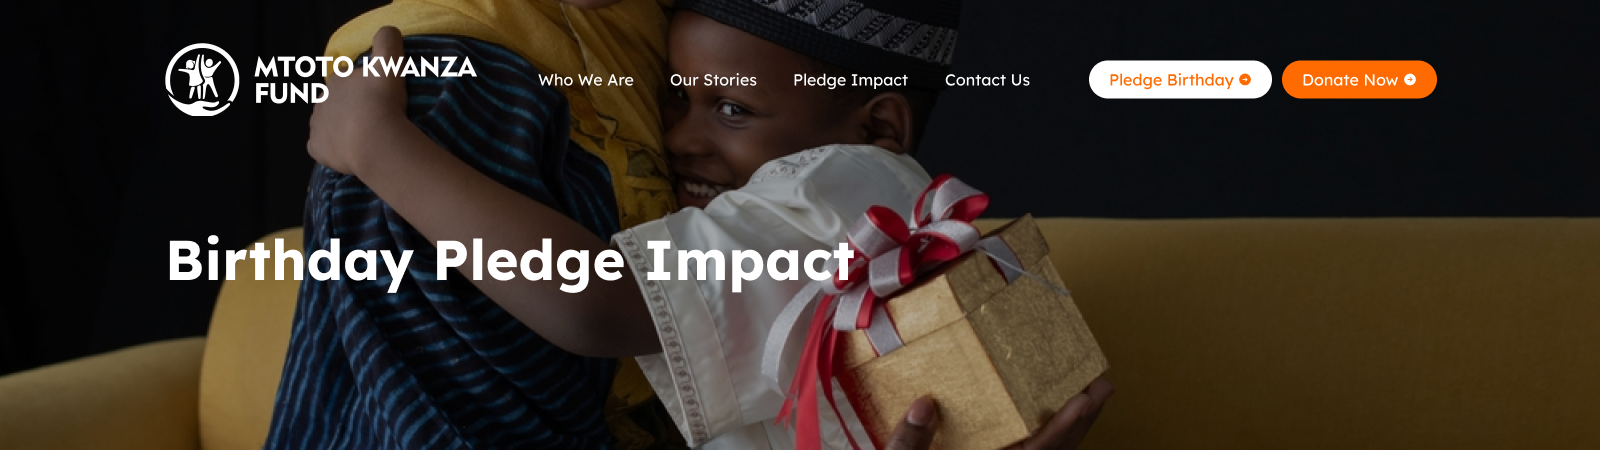 MTOTO KWANZA
FUND
Who We Are
Our Stories
Pledge Impact
Contact Us
Pledge Birthday
Donate Now
Birthday Pledge Impact